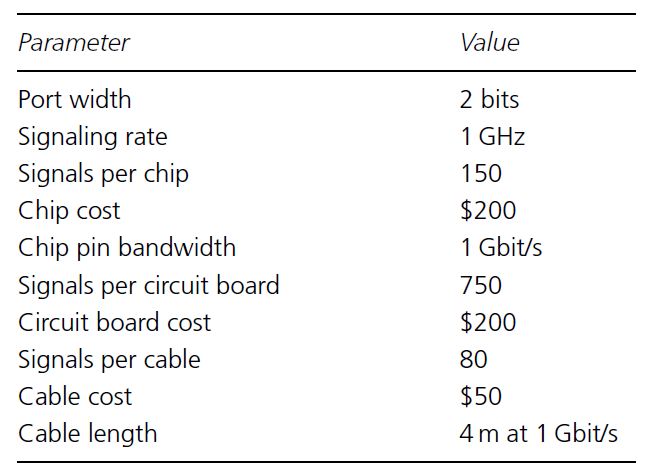 Parameter Value
Port width 2 bits
Signaling rate 1 GHz
Signals per chip 150
Chip cost $200
Chip pin bandwidth 1 Gbit/s
Signals per circuit board 750
Circuit board cost $200
Signals per cable 80
Cable cost $50
Cable length 4 m at 1 Gbit/s